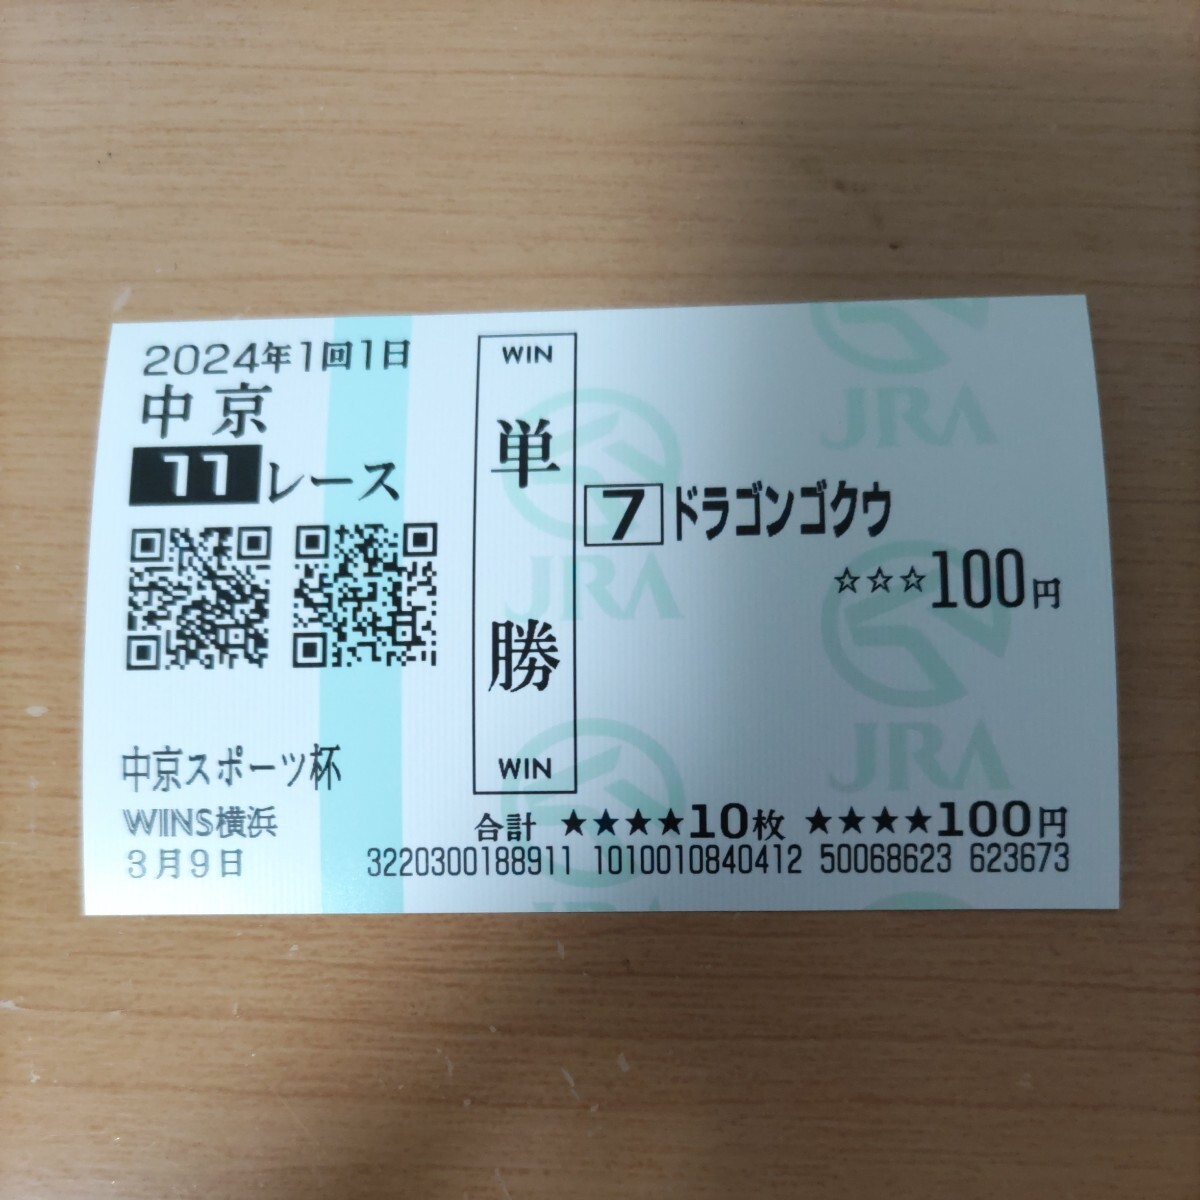 2024年1回1日
中京
11レース
中京スポーツ杯
WINS横浜
3月9日
WIN
単勝
WIN
7 ドラゴンゴクウ
☆☆☆100円
合計 ★★★★10枚 ★★★★100円
3220300188911 1010010840412 50068623 623673
JRA
JRA
JRA
JRA